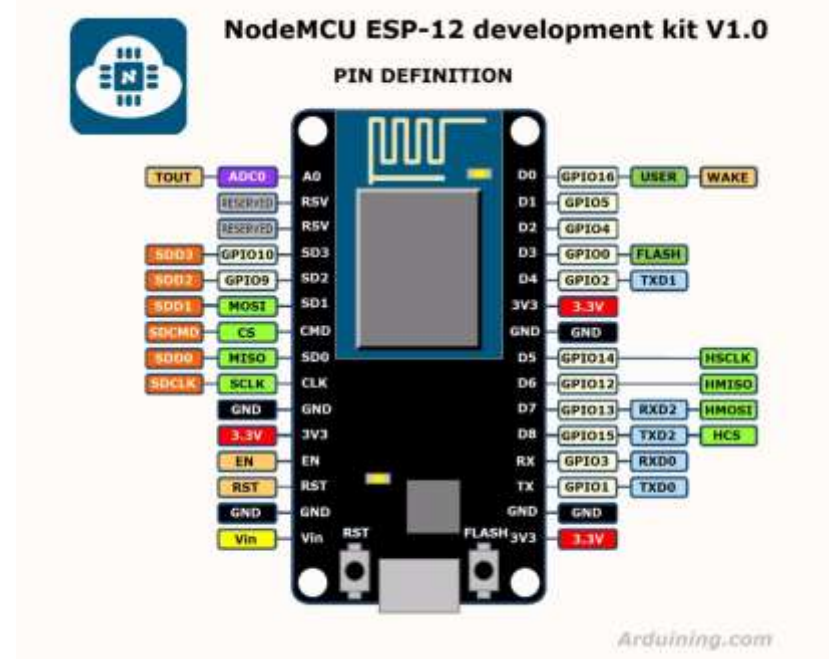 NodeMCU ESP-12 development kit V1.0
PIN DEFINITION
N
TOUT ADC0 A0 D0 GPIO16 USER WAKE
RESERVED RSV D1 GPIO5
RESERVED RSV D2 GPIO4
SDD3 GPIO10 SD3 D3 GPIO0 FLASH
SDD2 GPIO9 SD2 D4 GPIO2 TXD1
SDD1 MOSI SD1 3V3 3.3V
SDCMD CS CMD GND GND
SDD0 MISO SD0 D5 GPIO14 HSCLK
SDCLK SCLK CLK D6 GPIO12 HMISO
GND GND D7 GPIO13 RXD2 HMOSI
3.3V 3V3 D8 GPIO15 TXD2 HCS
EN EN RX GPIO3 RXD0
RST RST TX GPIO1 TXD0
GND GND GND GND
Vin Vin RST FLASH 3V3 3.3V
Arduining.com